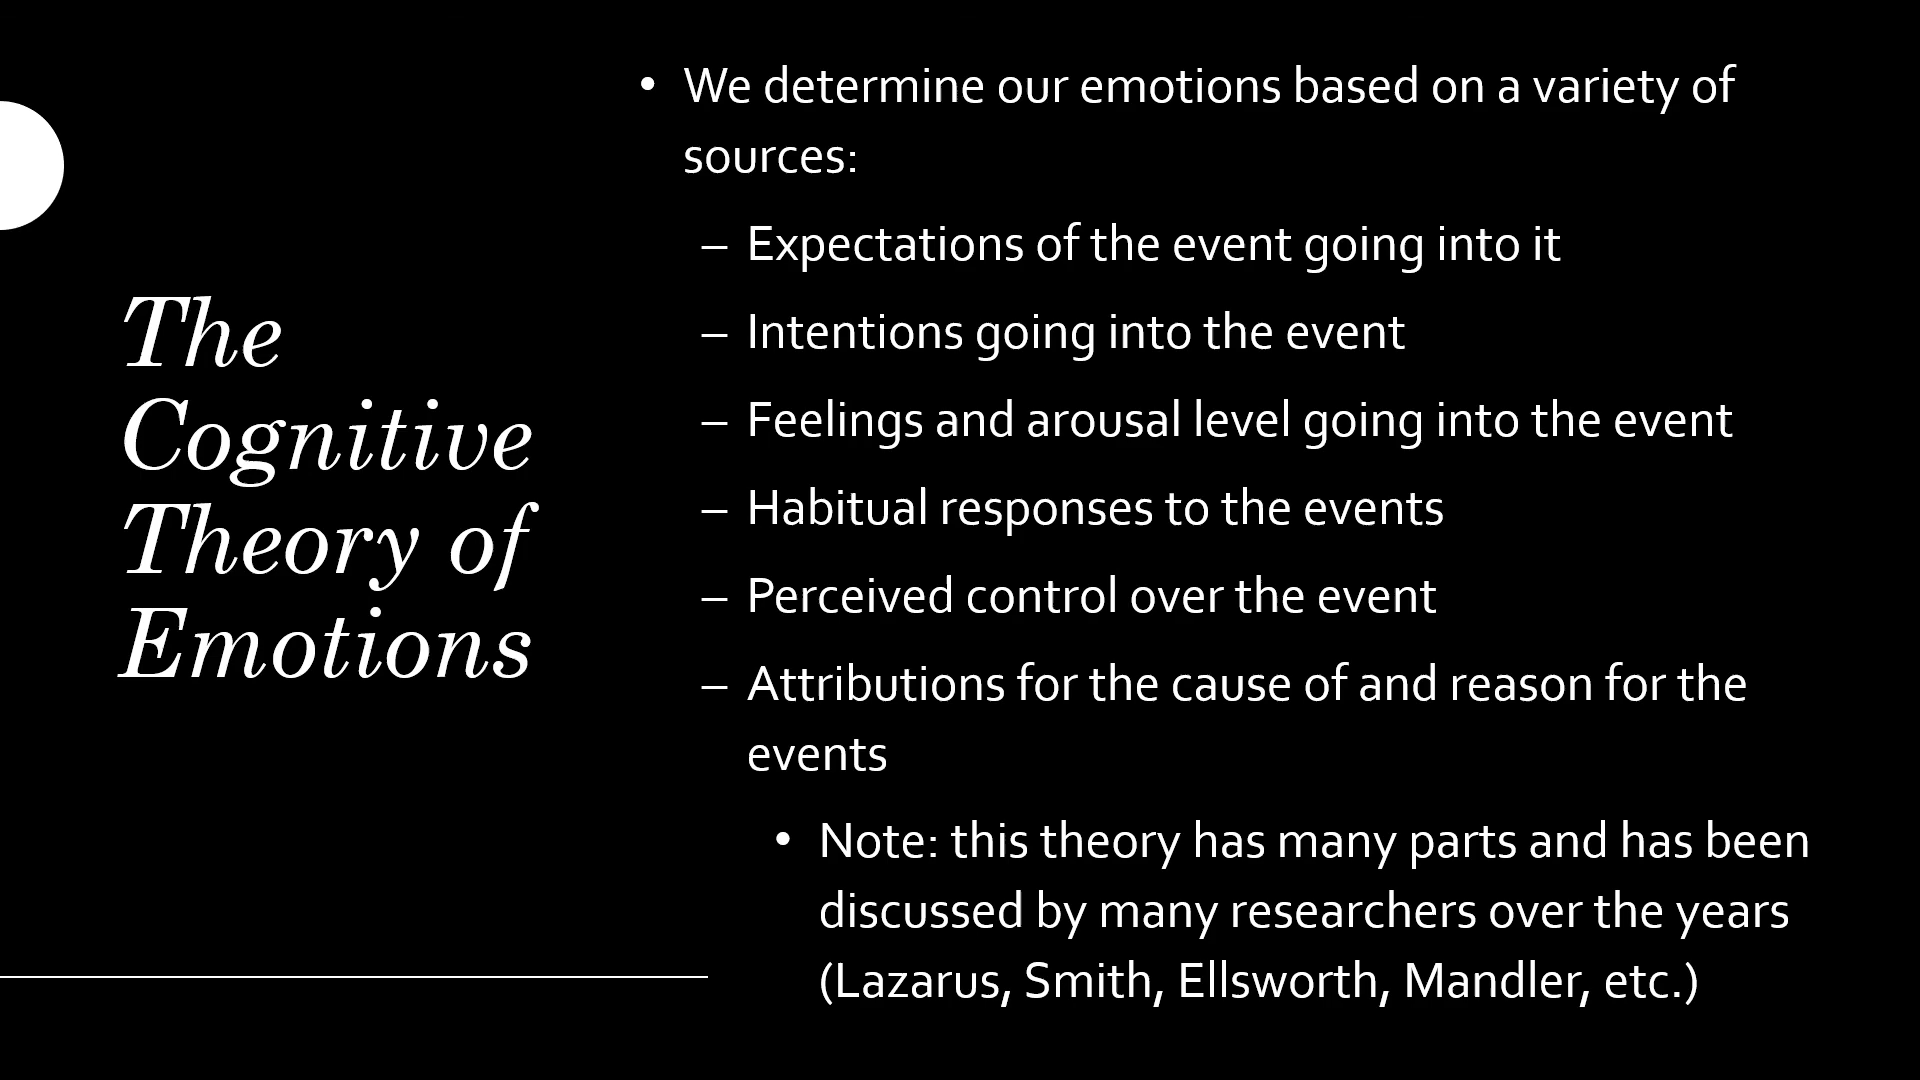 The
Cognitive
Theory of
Emotions
• We determine our emotions based on a variety of
sources:
– Expectations of the event going into it
– Intentions going into the event
– Feelings and arousal level going into the event
– Habitual responses to the events
– Perceived control over the event
– Attributions for the cause of and reason for the
events
• Note: this theory has many parts and has been
discussed by many researchers over the years
(Lazarus, Smith, Ellsworth, Mandler, etc.)